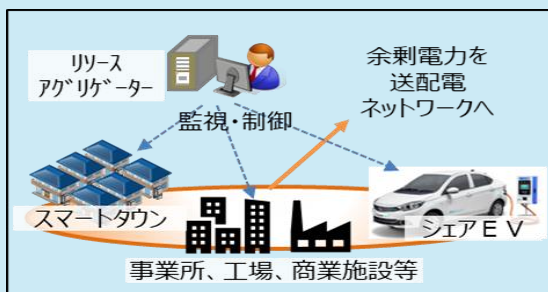 ﾘｿｰｽ
ｱｸﾞﾘｹﾞｰﾀｰ
余剰電力を
送配電
ネットワークへ
監視・制御
スマートタウン
シェアＥＶ
事業所、工場、商業施設等